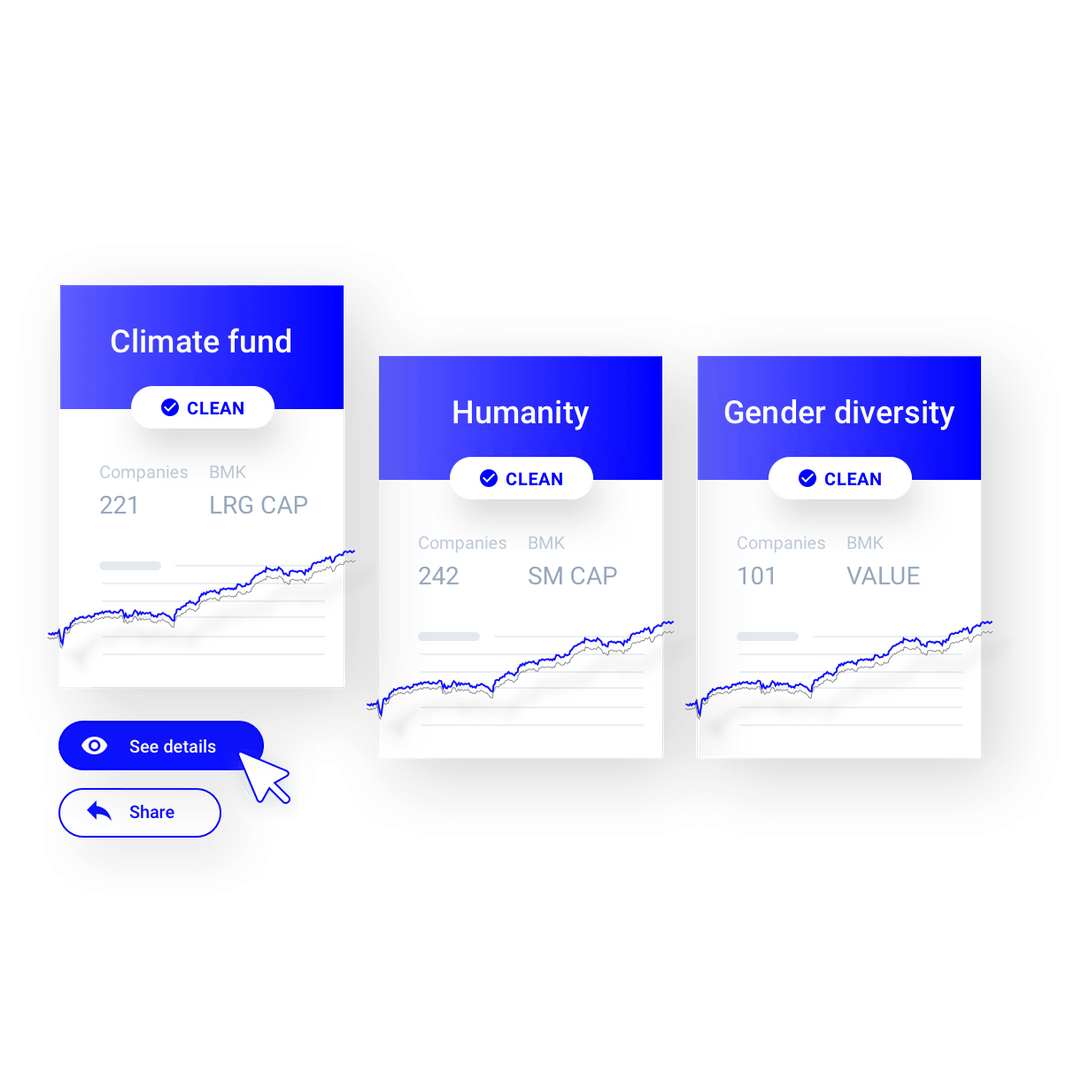 Climate fund
CLEAN
Companies BMK
221 LRG CAP
See details
Share
Humanity
CLEAN
Companies BMK
242 SM CAP
Gender diversity
CLEAN
Companies BMK
101 VALUE